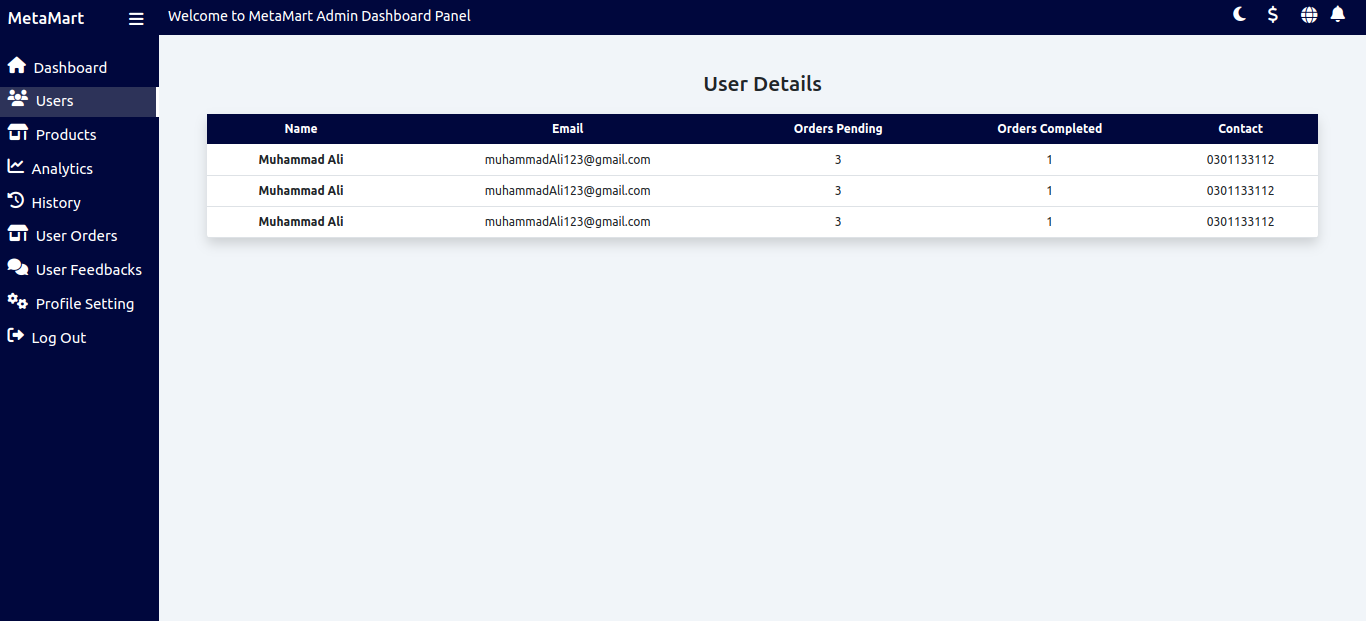 MetaMart
Welcome to MetaMart Admin Dashboard Panel
Dashboard
Users
Products
Analytics
History
User Orders
User Feedbacks
Profile Setting
Log Out
User Details
Name Email Orders Pending Orders Completed Contact
Muhammad Ali muhammadAli123@gmail.com 3 1 0301133112
Muhammad Ali muhammadAli123@gmail.com 3 1 0301133112
Muhammad Ali muhammadAli123@gmail.com 3 1 0301133112